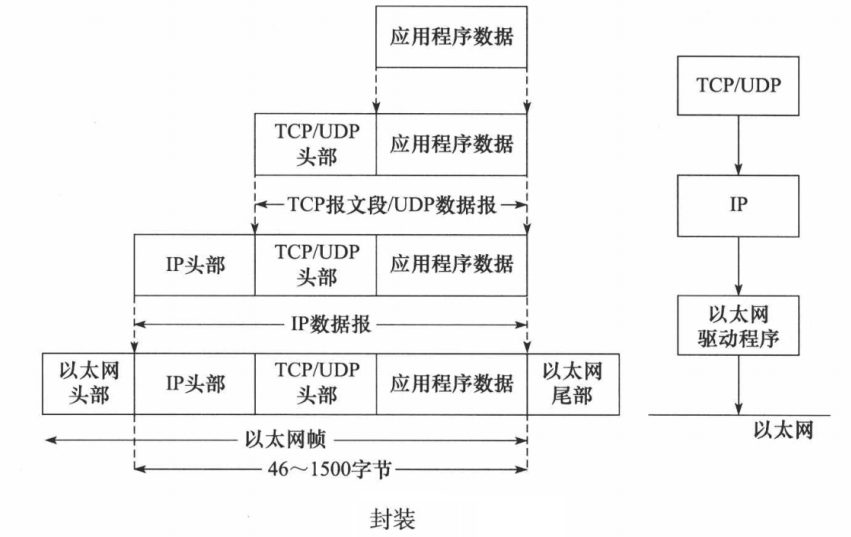 应用程序数据
TCP/UDP
头部
应用程序数据
TCP报文段/UDP数据报
IP头部
TCP/UDP
头部
应用程序数据
IP数据报
以太网
头部
IP头部
TCP/UDP
头部
应用程序数据
以太网
尾部
以太网帧
46～1500字节
TCP/UDP
IP
以太网
驱动程序
以太网
封装